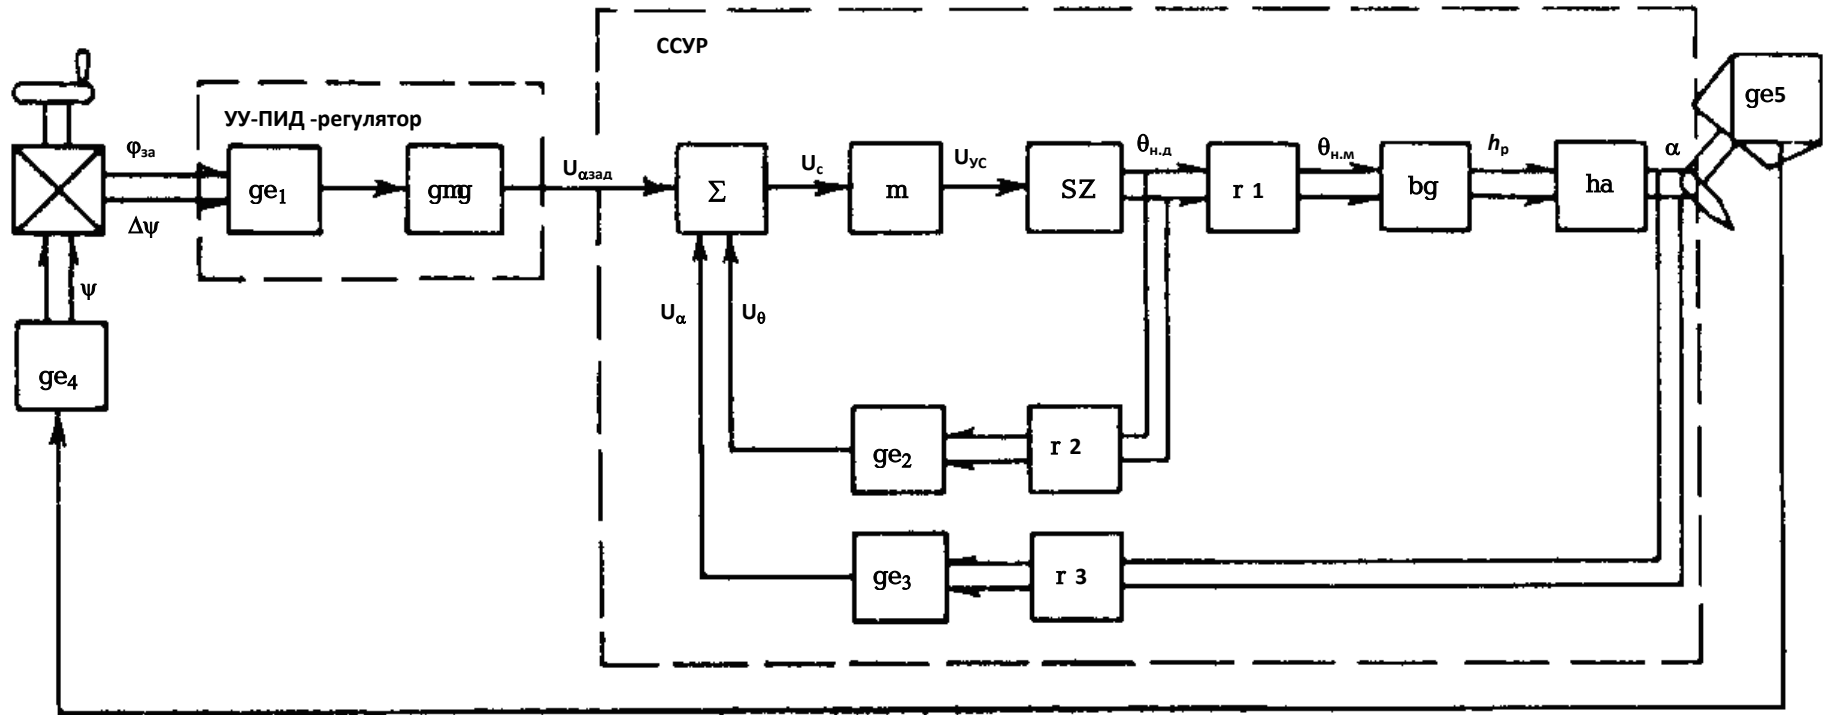 ССУР
ge5
УУ-ПИД -регулятор
φза
Δψ
ge1
gmg
Uαзад
Σ
Uс
m
UУС
SZ
θн.д
r 1
θн.м
bg
hр
ha
α
ψ
ge4
Uα
Uθ
ge2
r 2
ge3
r 3